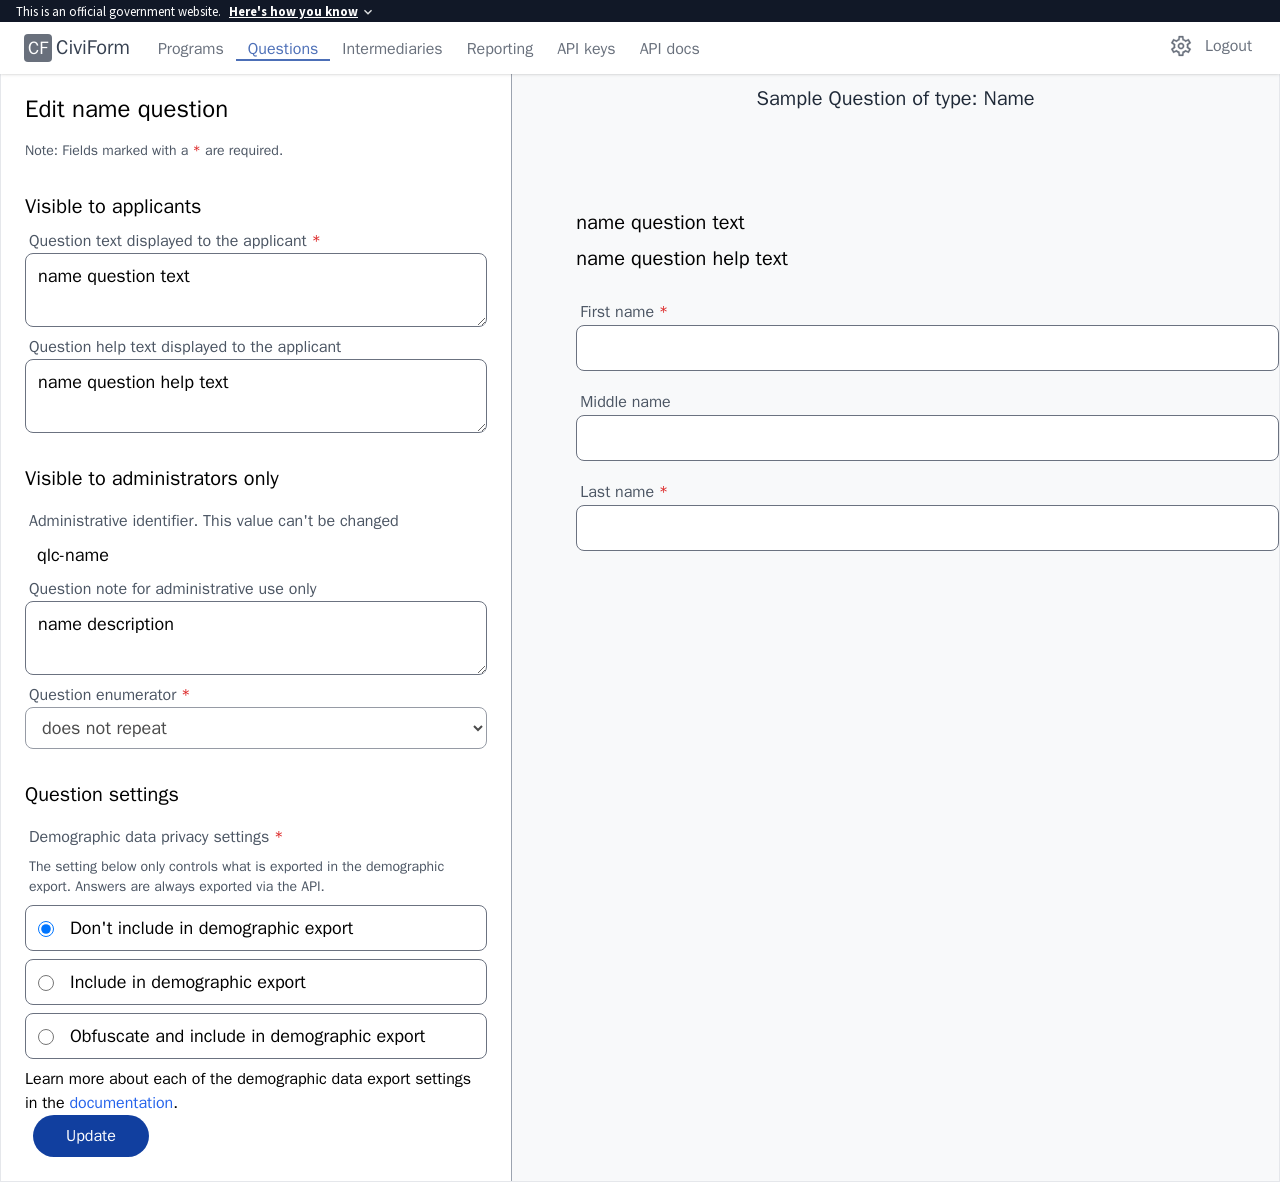 This is an official government website. Here's how you know
CF CiviForm Programs Questions Intermediaries Reporting API keys API docs Logout
Edit name question
Note: Fields marked with a * are required.
Visible to applicants
Question text displayed to the applicant *
name question text
Question help text displayed to the applicant
name question help text
Visible to administrators only
Administrative identifier. This value can't be changed
qlc-name
Question note for administrative use only
name description
Question enumerator *
does not repeat
Question settings
Demographic data privacy settings *
The setting below only controls what is exported in the demographic
export. Answers are always exported via the API.
Don't include in demographic export
Include in demographic export
Obfuscate and include in demographic export
Learn more about each of the demographic data export settings
in the documentation.
Update
Sample Question of type: Name
name question text
name question help text
First name *
Middle name
Last name *